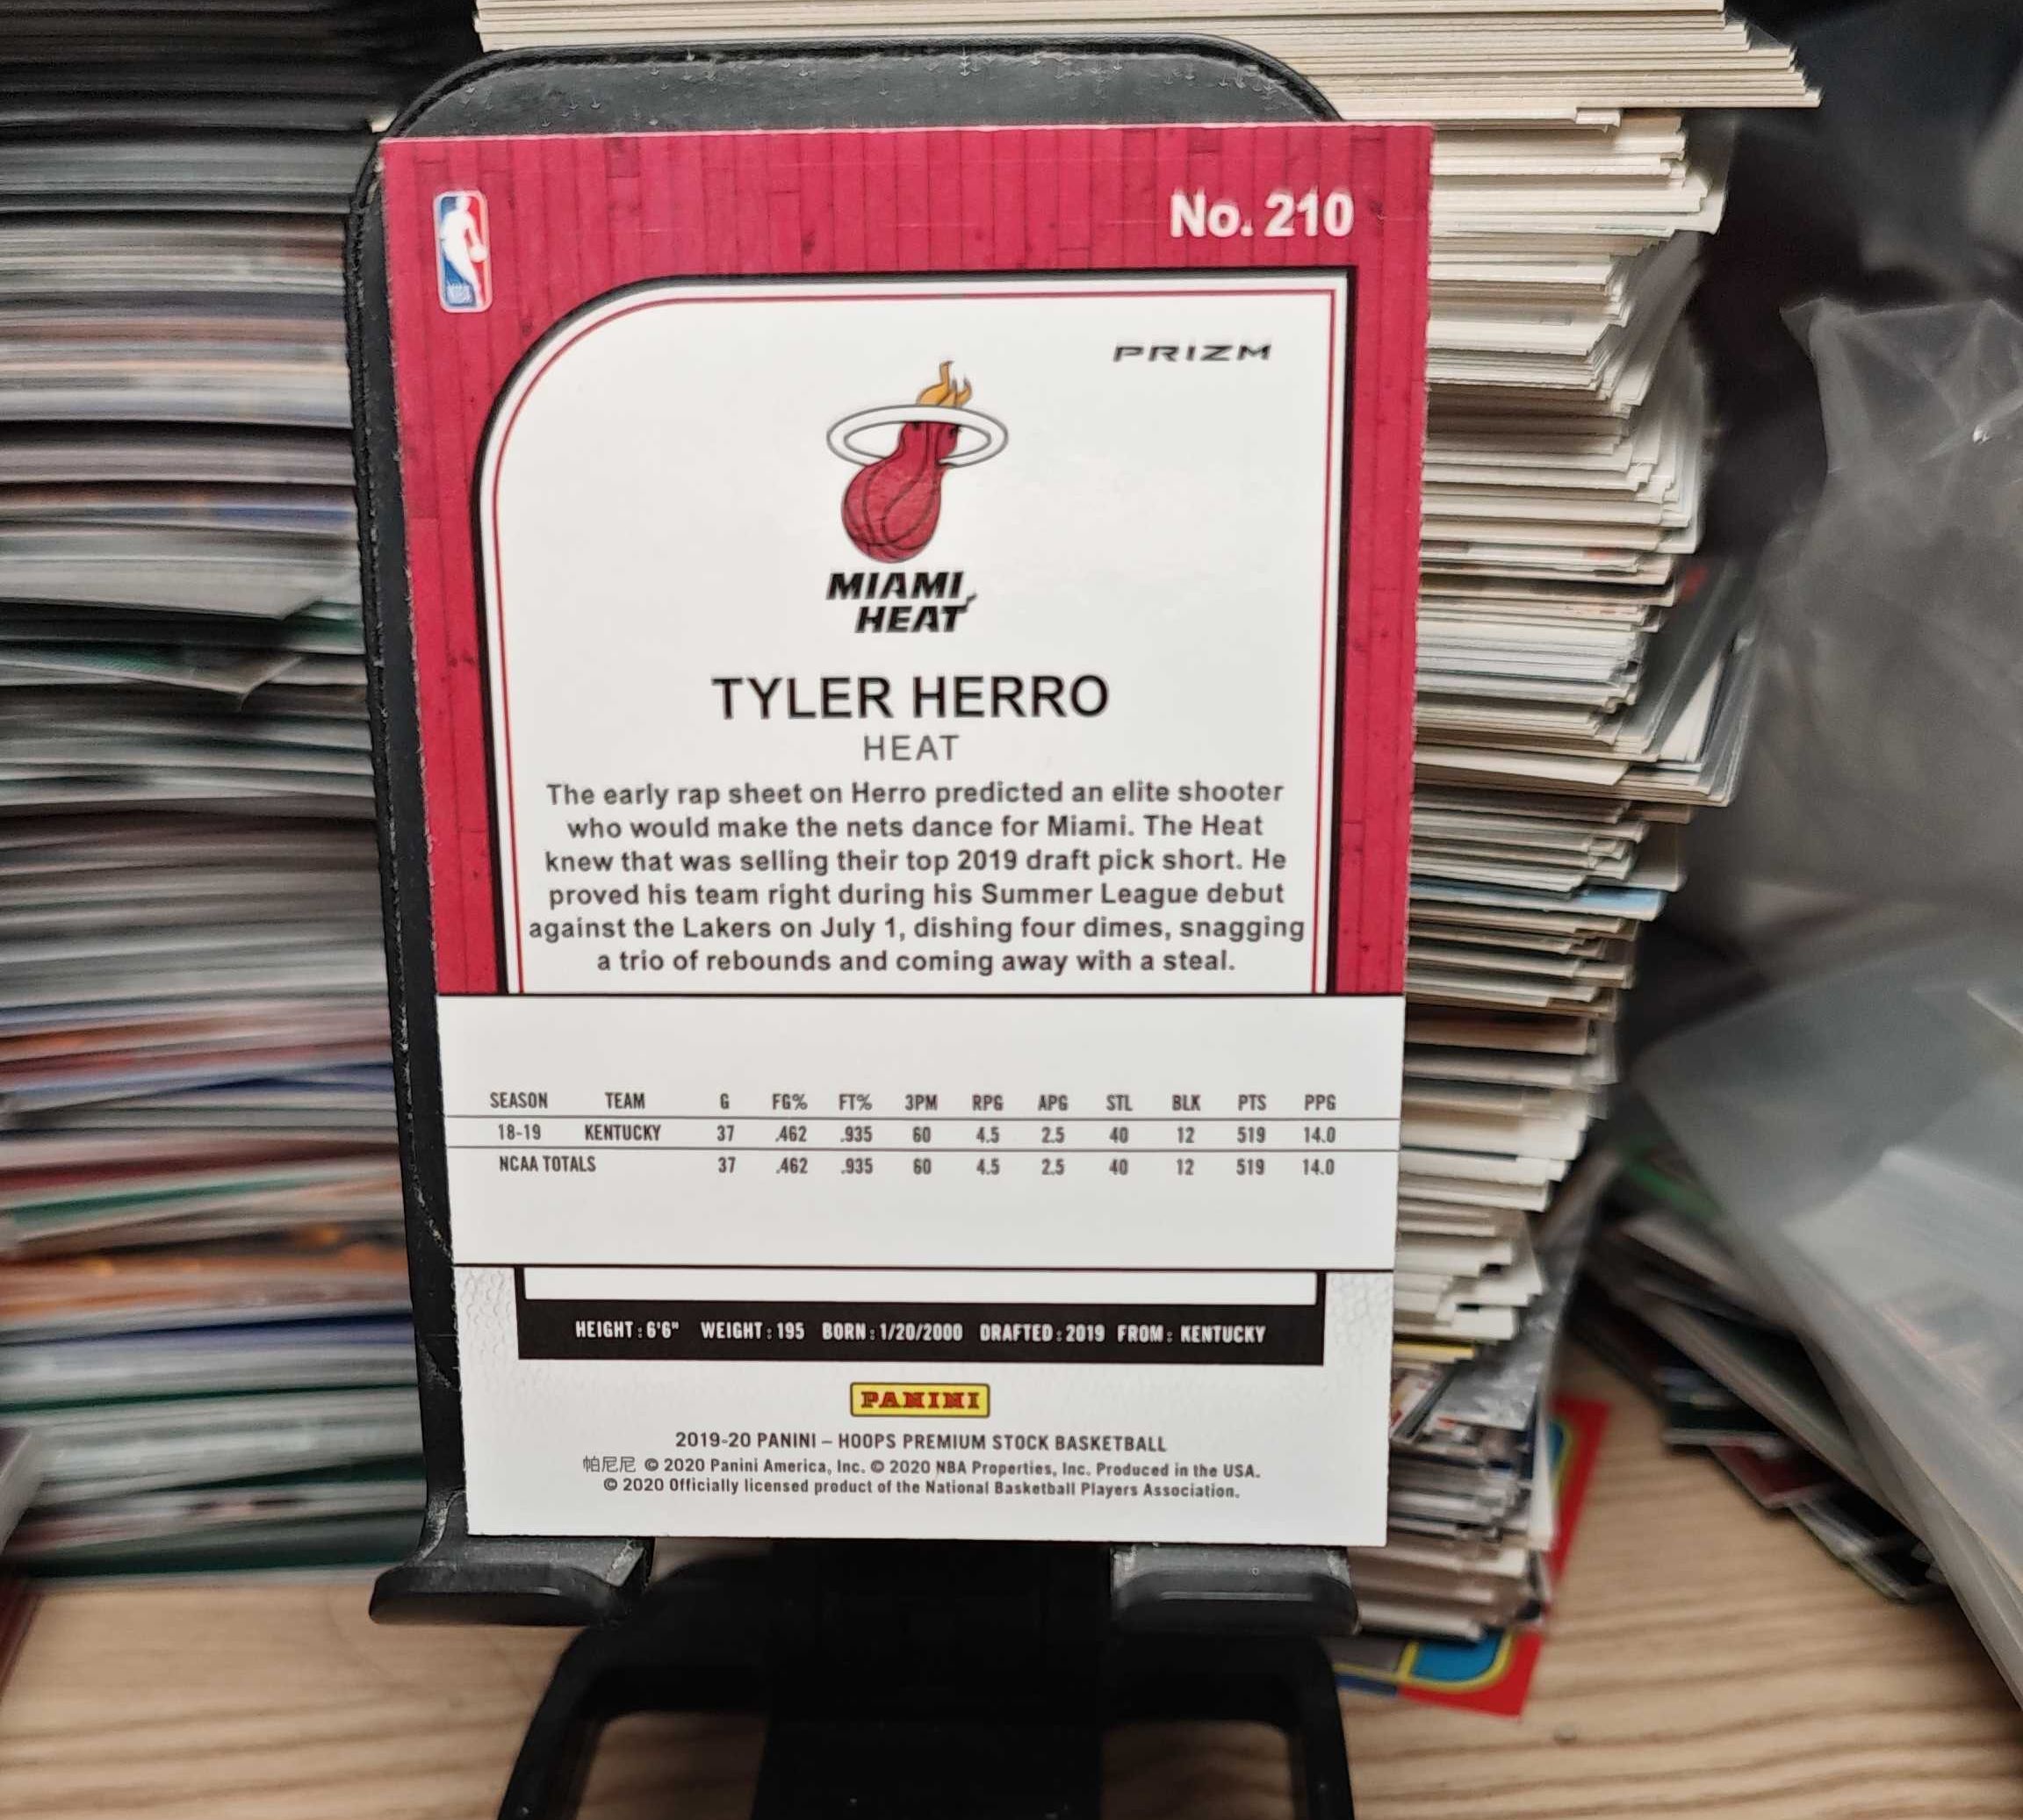 No. 210
NBA
PRIZM
MIAMI
HEAT
TYLER HERRO
HEAT
The early rap sheet on Herro predicted an elite shooter
who would make the nets dance for Miami. The Heat
knew that was selling their top 2019 draft pick short. He
proved his team right during his Summer League debut
against the Lakers on July 1, dishing four dimes, snagging
a trio of rebounds and coming away with a steal.
SEASON TEAM G FG% FT% 3PM RPG APG STL BLK PTS PPG
18-19 KENTUCKY 37 .462 .935 60 4.5 2.5 40 12 519 14.0
NCAA TOTALS 37 .462 .935 60 4.5 2.5 40 12 519 14.0
HEIGHT: 6'6" WEIGHT: 195 BORN: 1/20/2000 DRAFTED: 2019 FROM: KENTUCKY
PANINI
2019-20 PANINI – HOOPS PREMIUM STOCK BASKETBALL
帕尼尼 © 2020 Panini America, Inc. © 2020 NBA Properties, Inc. Produced in the USA.
© 2020 Officially licensed product of the National Basketball Players Association.